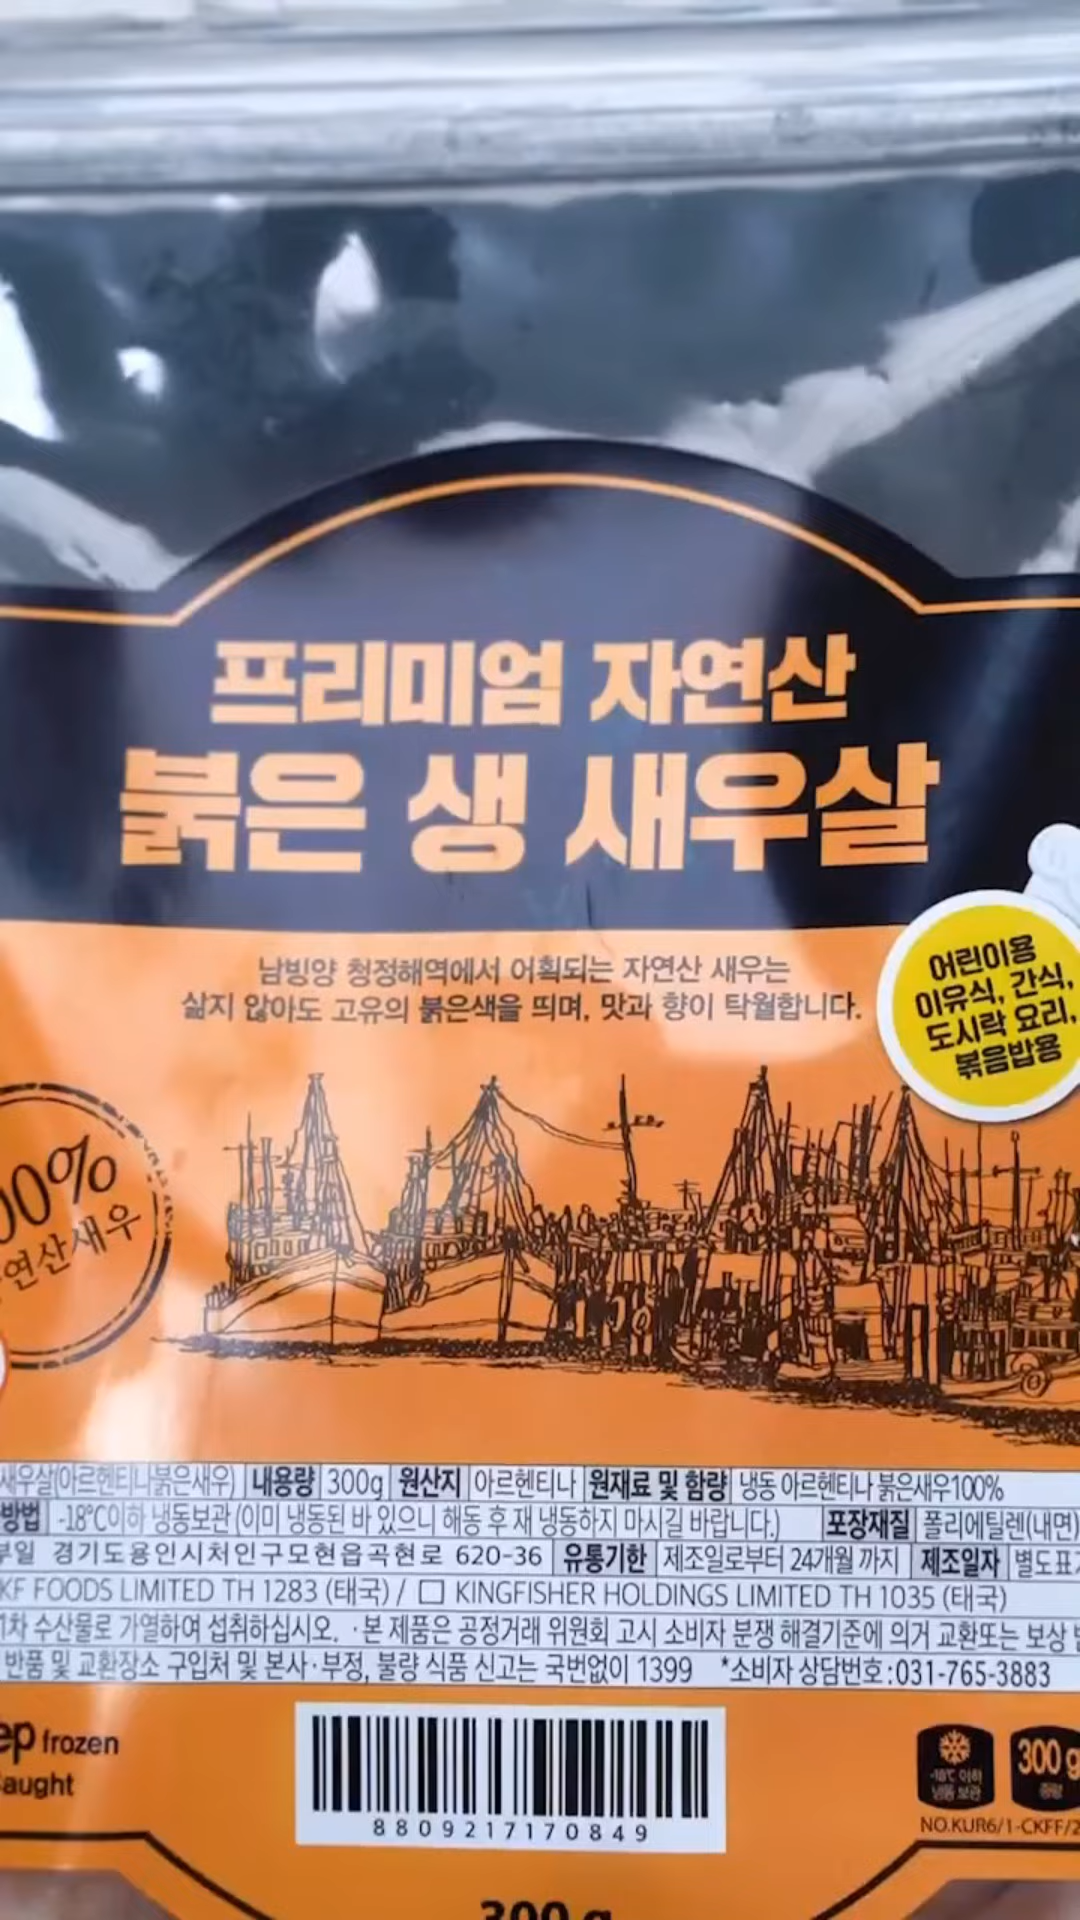 프리미엄 자연산
붉은 생 새우살
남빙양 청정해역에서 어획되는 자연산 새우는
삶지 않아도 고유의 붉은색을 띄며, 맛과 향이 탁월합니다.
어린이용
이유식, 간식,
도시락 요리,
볶음밥용
00%
연산새우
새우살(아르헨티나붉은새우) 내용량 300g 원산지 아르헨티나 원재료 및 함량 냉동 아르헨티나 붉은새우100%
방법 -18℃이하 냉동보관 (이미 냉동된 바 있으니 해동 후 재 냉동하지 마시길 바랍니다.) 포장재질 폴리에틸렌(내면)
부일 경기도용인시처인구모현읍곡현로 620-36 유통기한 제조일로부터 24개월 까지 제조일자 별도표
KF FOODS LIMITED TH 1283 (태국) / □ KINGFISHER HOLDINGS LIMITED TH 1035 (태국)
1차 수산물로 가열하여 섭취하십시오. ·본 제품은 공정거래 위원회 고시 소비자 분쟁 해결기준에 의거 교환또는 보상
반품 및 교환장소 구입처 및 본사·부정, 불량 식품 신고는 국번없이 1399 *소비자 상담번호:031-765-3883
ep frozen
aught
8809217170849
-18℃ 이하
냉동 보관
300 g
중량
NO.KUR6/1-CKFF/2
300 g